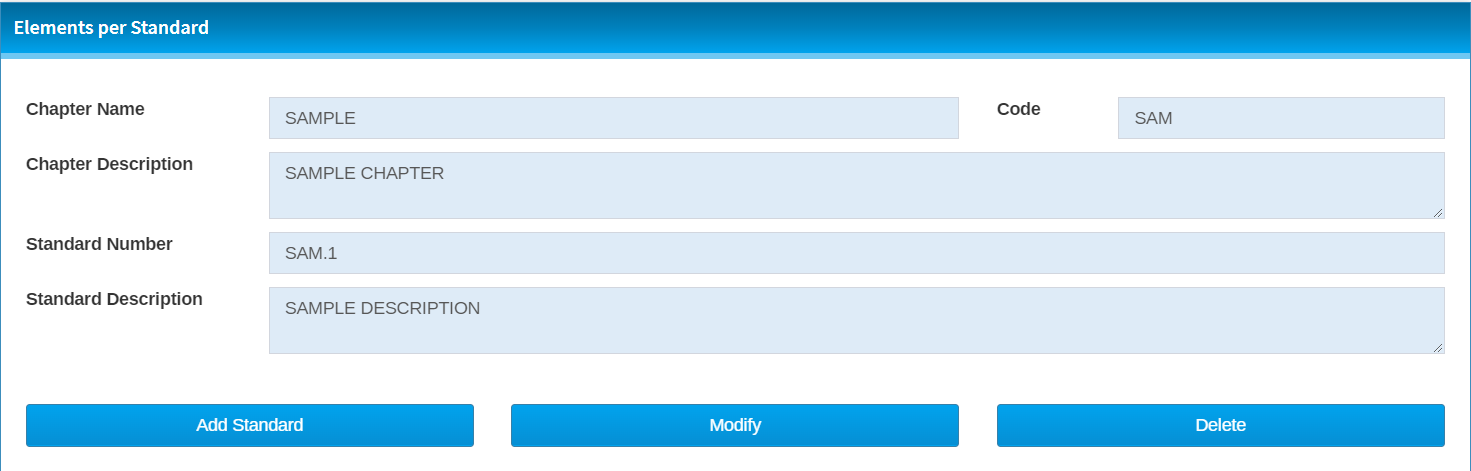 Elements per Standard
Chapter Name SAMPLE Code SAM
Chapter Description SAMPLE CHAPTER
Standard Number SAM.1
Standard Description SAMPLE DESCRIPTION
Add Standard Modify Delete